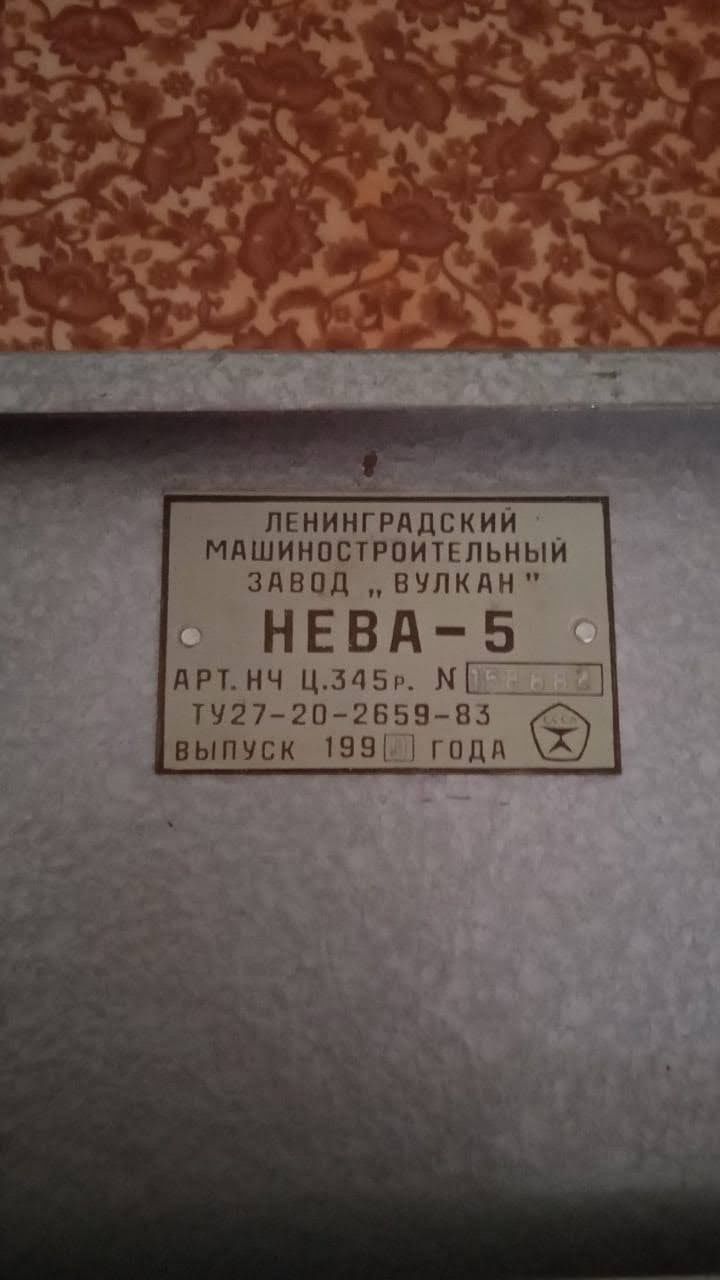 ЛЕНИНГРАДСКИЙ
МАШИНОСТРОИТЕЛЬНЫЙ
ЗАВОД „ВУЛКАН”
НЕВА-5
АРТ. НЧ Ц.345р. N
ТУ27-20-2659-83
ВЫПУСК 199 ГОДА